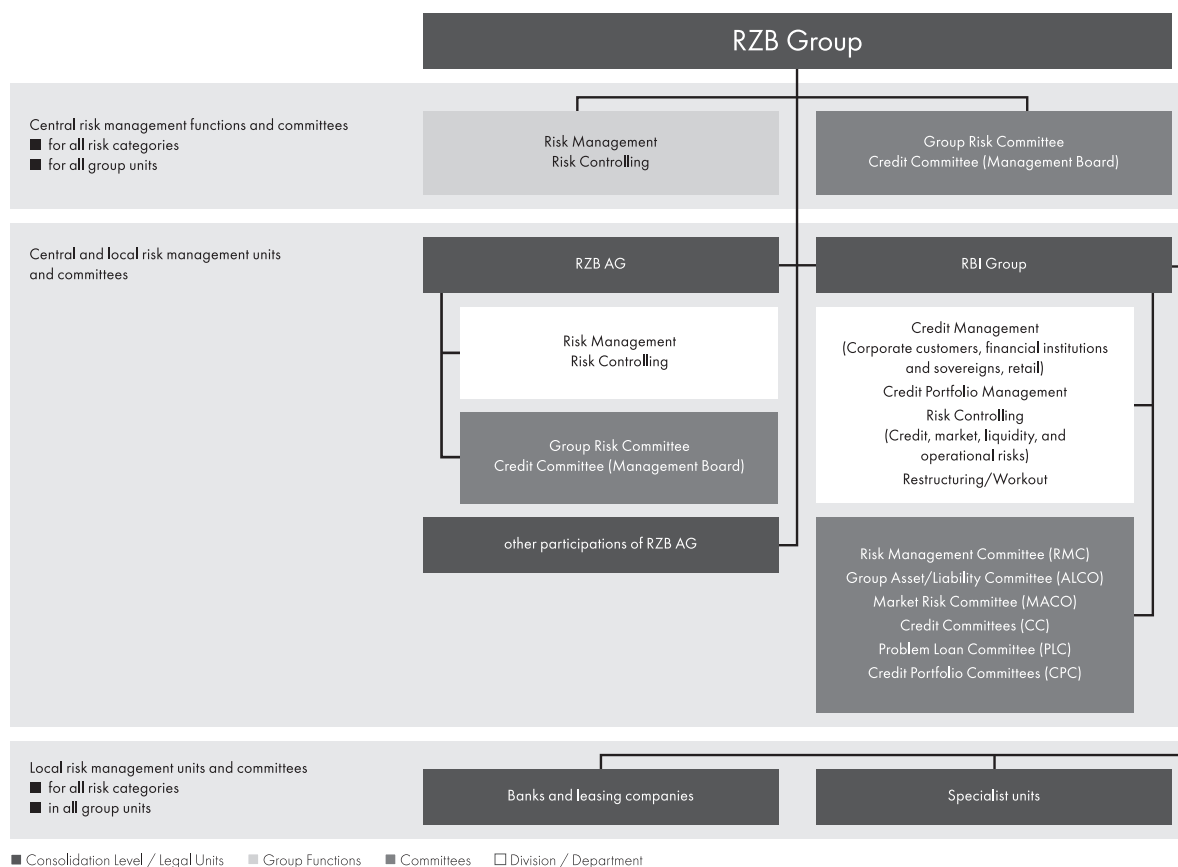 RZB Group
Central risk management functions and committees
■ for all risk categories
■ for all group units
Risk Management
Risk Controlling
Group Risk Committee
Credit Committee (Management Board)
Central and local risk management units
and committees
RZB AG
RBI Group
Risk Management
Risk Controlling
Group Risk Committee
Credit Committee (Management Board)
other participations of RZB AG
Credit Management
(Corporate customers, financial institutions
and sovereigns, retail)
Credit Portfolio Management
Risk Controlling
(Credit, market, liquidity, and
operational risks)
Restructuring/Workout
Risk Management Committee (RMC)
Group Asset/Liability Committee (ALCO)
Market Risk Committee (MACO)
Credit Committees (CC)
Problem Loan Committee (PLC)
Credit Portfolio Committees (CPC)
Local risk management units and committees
■ for all risk categories
■ in all group units
Banks and leasing companies
Specialist units
■ Consolidation Level / Legal Units ■ Group Functions ■ Committees □ Division / Department